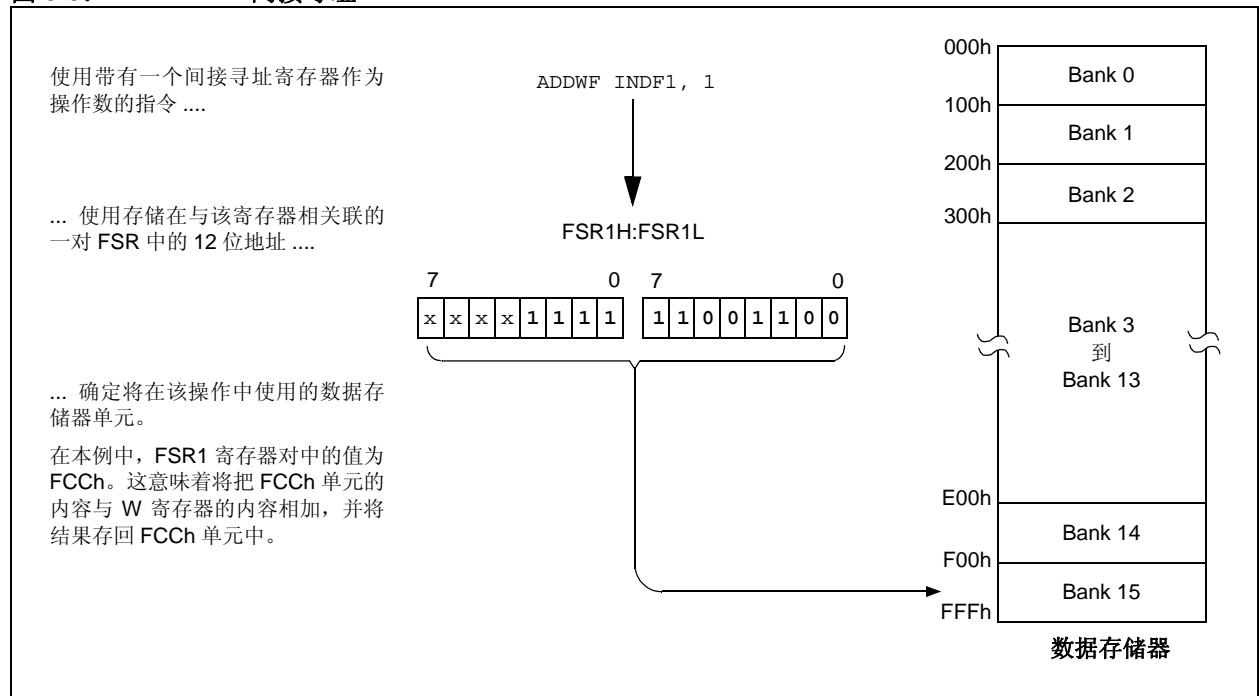 使用带有一个间接寻址寄存器作为
操作数的指令 ....
ADDWF INDF1, 1
... 使用存储在与该寄存器相关联的
一对 FSR 中的 12 位地址 ....
FSR1H:FSR1L
7 0 7 0
x x x x 1 1 1 1 1 1 0 0 1 1 0 0
... 确定将在该操作中使用的数据存
储器单元。
在本例中，FSR1 寄存器对中的值为
FCCh。这意味着将把 FCCh 单元的
内容与 W 寄存器的内容相加，并将
结果存回 FCCh 单元中。
000h
Bank 0
100h
Bank 1
200h
Bank 2
300h
Bank 3
到
Bank 13
E00h
Bank 14
F00h
Bank 15
FFFh
数据存储器